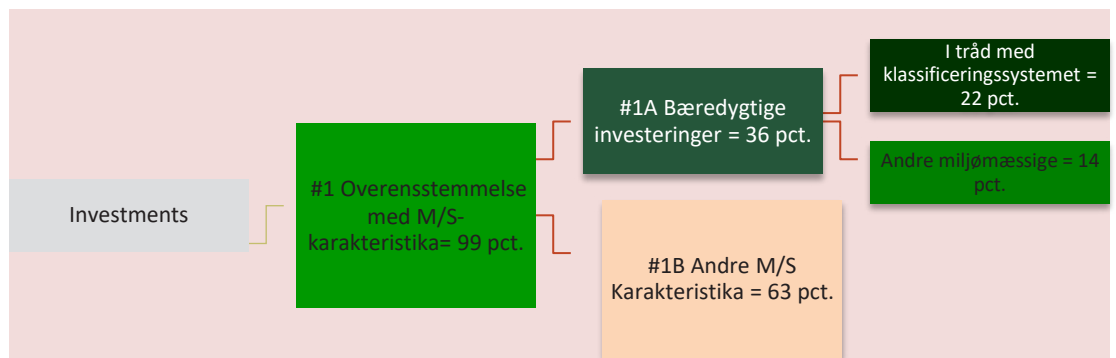 Investments
#1 Overensstemmelse
med M/S-
karakteristika= 99 pct.
#1A Bæredygtige
investeringer = 36 pct.
#1B Andre M/S
Karakteristika = 63 pct.
I tråd med
klassificeringssystemet =
22 pct.
Andre miljømæssige = 14
pct.